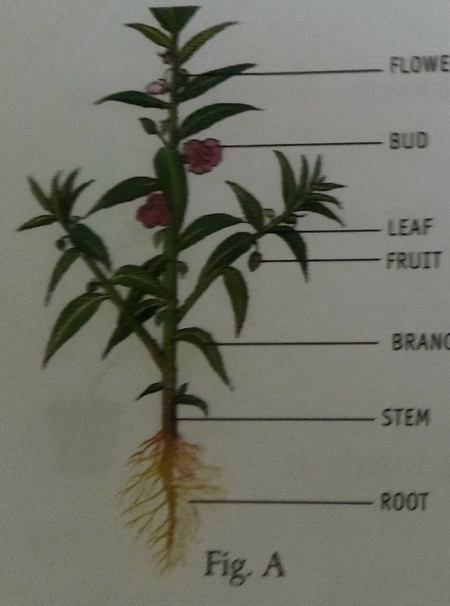 FLOWE
BUD
LEAF
FRUIT
BRANC
STEM
ROOT
Fig. A